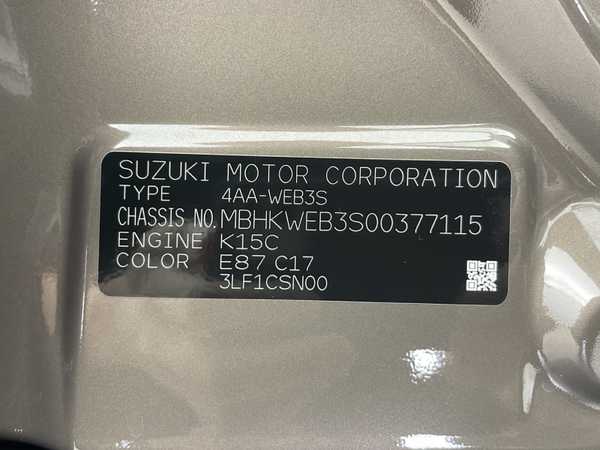 SUZUKI MOTOR CORPORATION
TYPE 4AA-WEB3S
CHASSIS NO. MBHKWEB3S00377115
ENGINE K15C
COLOR E87 C17
3LF1CSN00